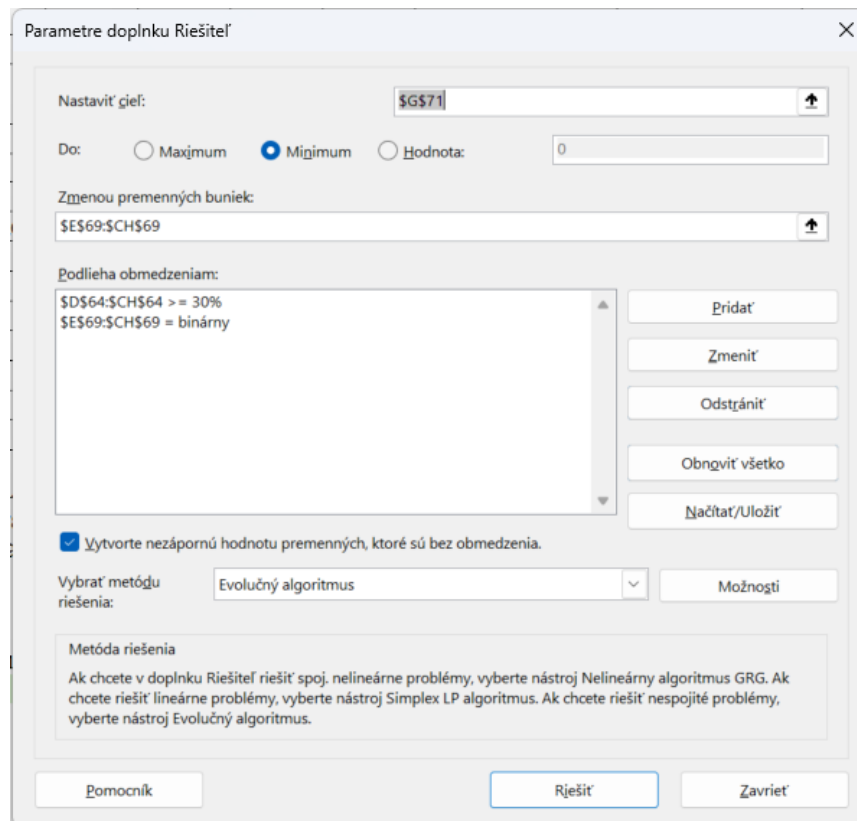 Parametre doplnku Riešiteľ
Nastaviť cieľ:
$G$71
Do:
Maximum
Minimum
Hodnota:
0
Zmenou premenných buniek:
$E$69:$CH$69
Podlieha obmedzeniam:
$D$64:$CH$64 >= 30%
$E$69:$CH$69 = binárny
Pridať
Zmeniť
Odstrániť
Obnoviť všetko
Načítať/Uložiť
Vytvorte nezápornú hodnotu premenných, ktoré sú bez obmedzenia.
Vybrať metódu
riešenia:
Evolučný algoritmus
Možnosti
Metóda riešenia
Ak chcete v doplnku Riešiteľ riešiť spoj. nelineárne problémy, vyberte nástroj Nelineárny algoritmus GRG. Ak
chcete riešiť lineárne problémy, vyberte nástroj Simplex LP algoritmus. Ak chcete riešiť nespojité problémy,
vyberte nástroj Evolučný algoritmus.
Pomocník
Riešiť
Zavrieť